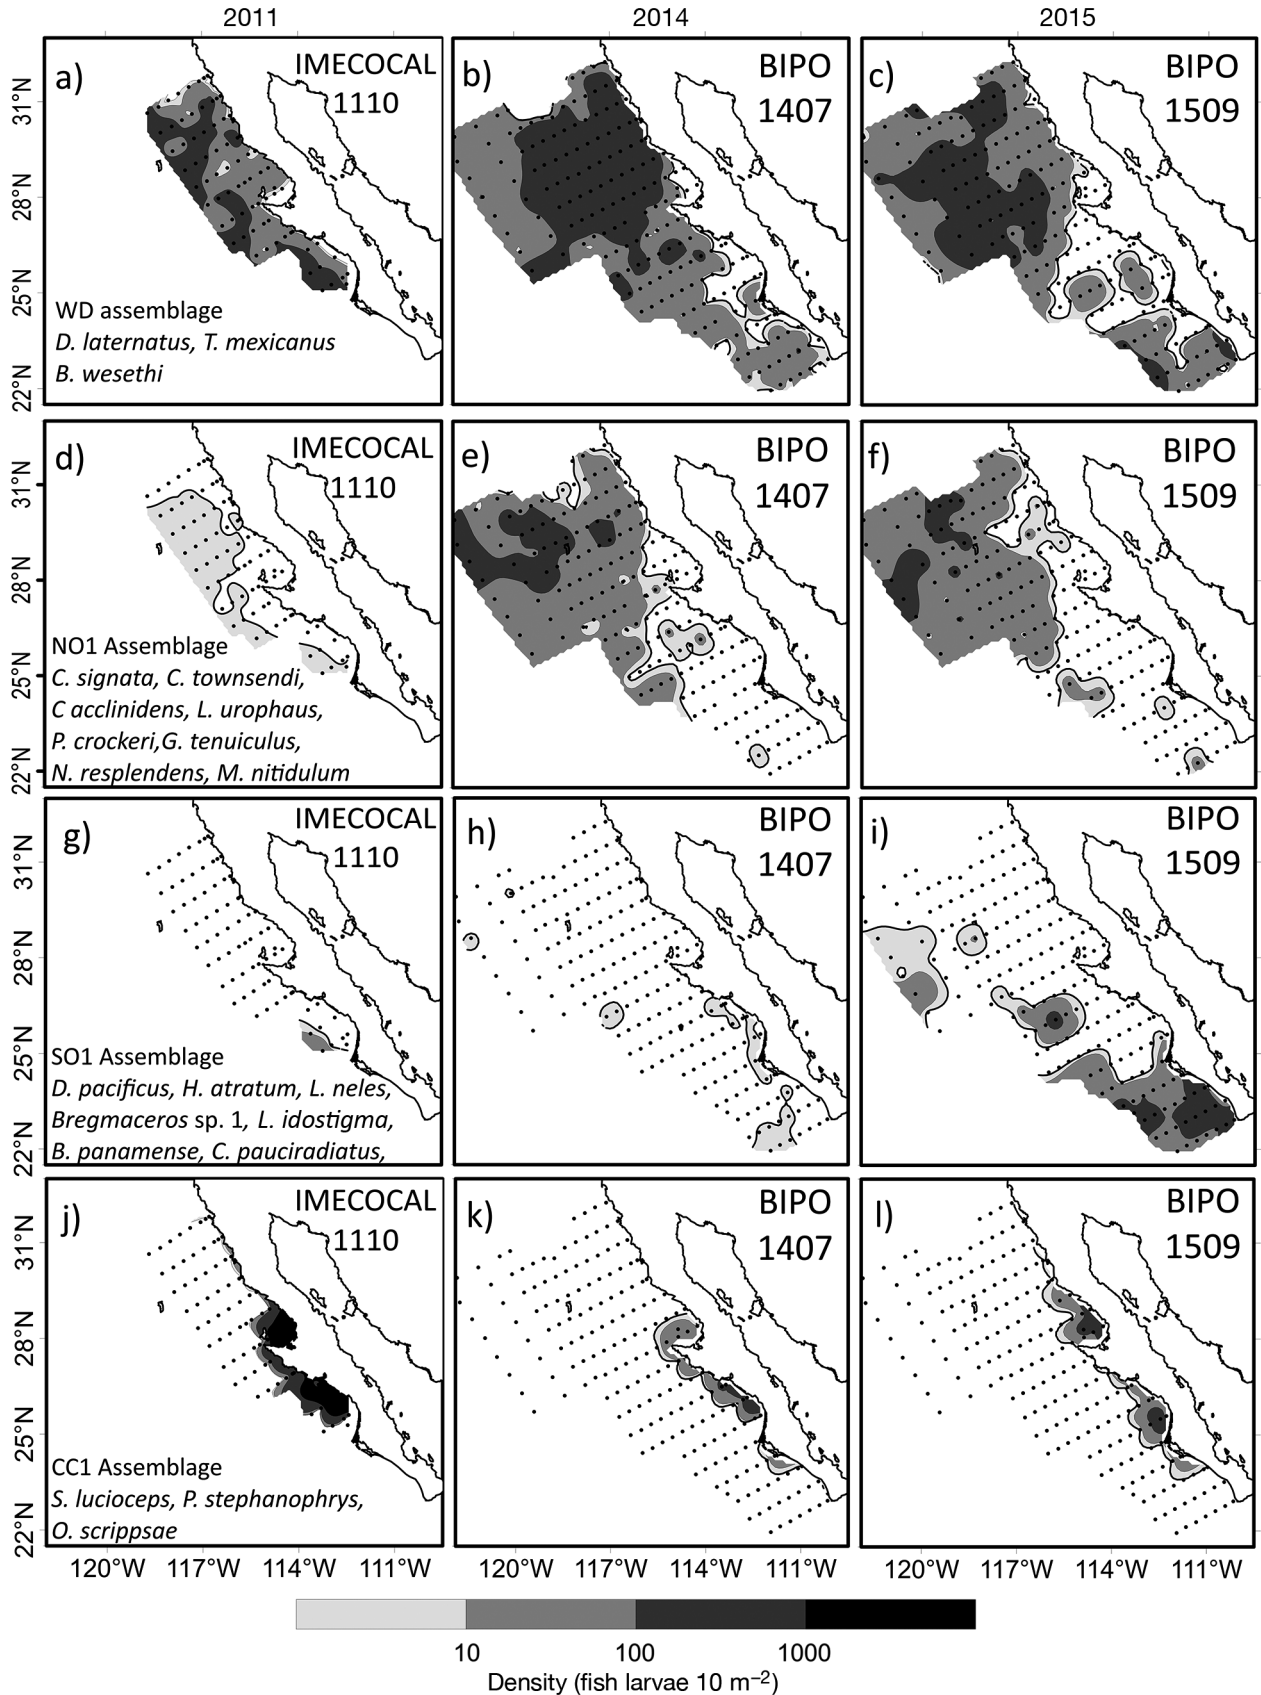 2011 2014 2015
a) IMECOCAL
1110
31°N
28°N
25°N
22°N
WD assemblage
D. laternatus, T. mexicanus
B. wesethi
b) BIPO
1407
c) BIPO
1509
d) IMECOCAL
1110
31°N
28°N
25°N
22°N
NO1 Assemblage
C. signata, C. townsendi,
C acclinidens, L. urophaus,
P. crockeri,G. tenuiculus,
N. resplendens, M. nitidulum
e) BIPO
1407
f) BIPO
1509
g) IMECOCAL
1110
31°N
28°N
25°N
22°N
SO1 Assemblage
D. pacificus, H. atratum, L. neles,
Bregmaceros sp. 1, L. idostigma,
B. panamense, C. pauciradiatus,
h) BIPO
1407
i) BIPO
1509
j) IMECOCAL
1110
31°N
28°N
25°N
22°N
CC1 Assemblage
S. lucioceps, P. stephanophrys,
O. scrippsae
k) BIPO
1407
l) BIPO
1509
120°W 117°W 114°W 111°W 120°W 117°W 114°W 111°W 120°W 117°W 114°W 111°W
10 100 1000
Density (fish larvae 10 m⁻²)